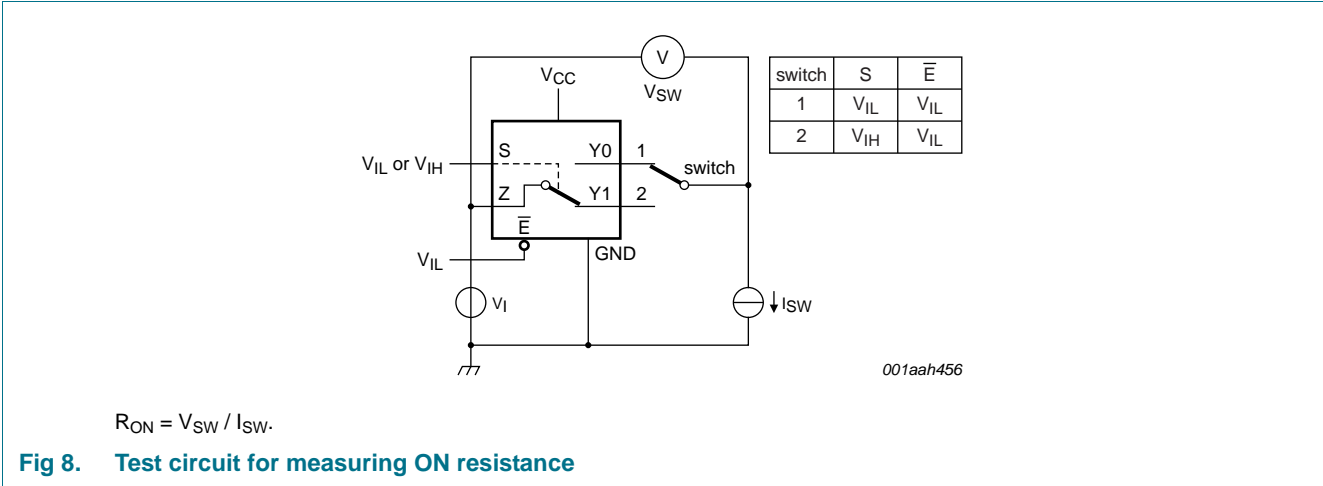 V
VSW
VCC
switch S E
1 VIL VIL
2 VIH VIL
VIL or VIH
S Y0 1
switch
Z Y1 2
E
GND
VIL
VI
ISW
001aah456
RON = VSW / ISW.
Fig 8. Test circuit for measuring ON resistance